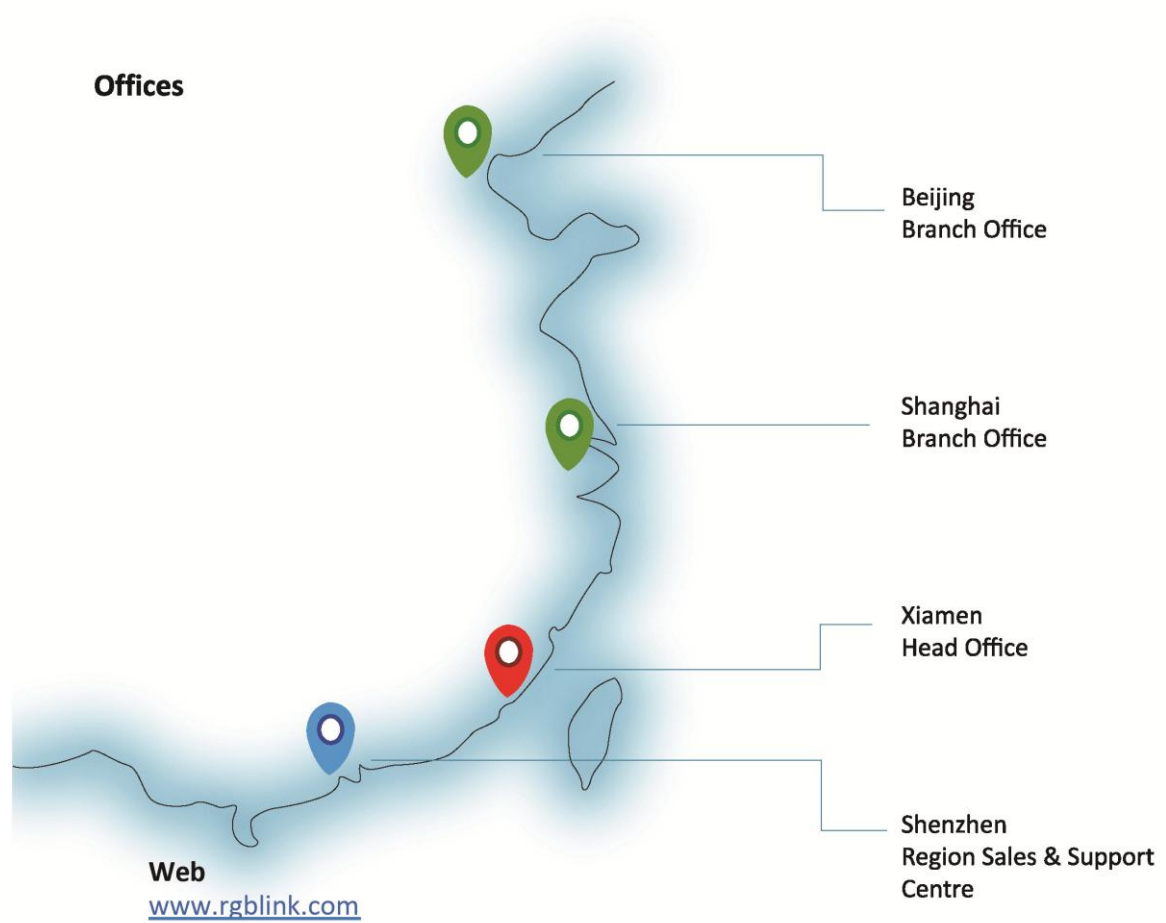 Offices
Beijing
Branch Office
Shanghai
Branch Office
Xiamen
Head Office
Shenzhen
Region Sales & Support
Centre
Web
www.rgblink.com